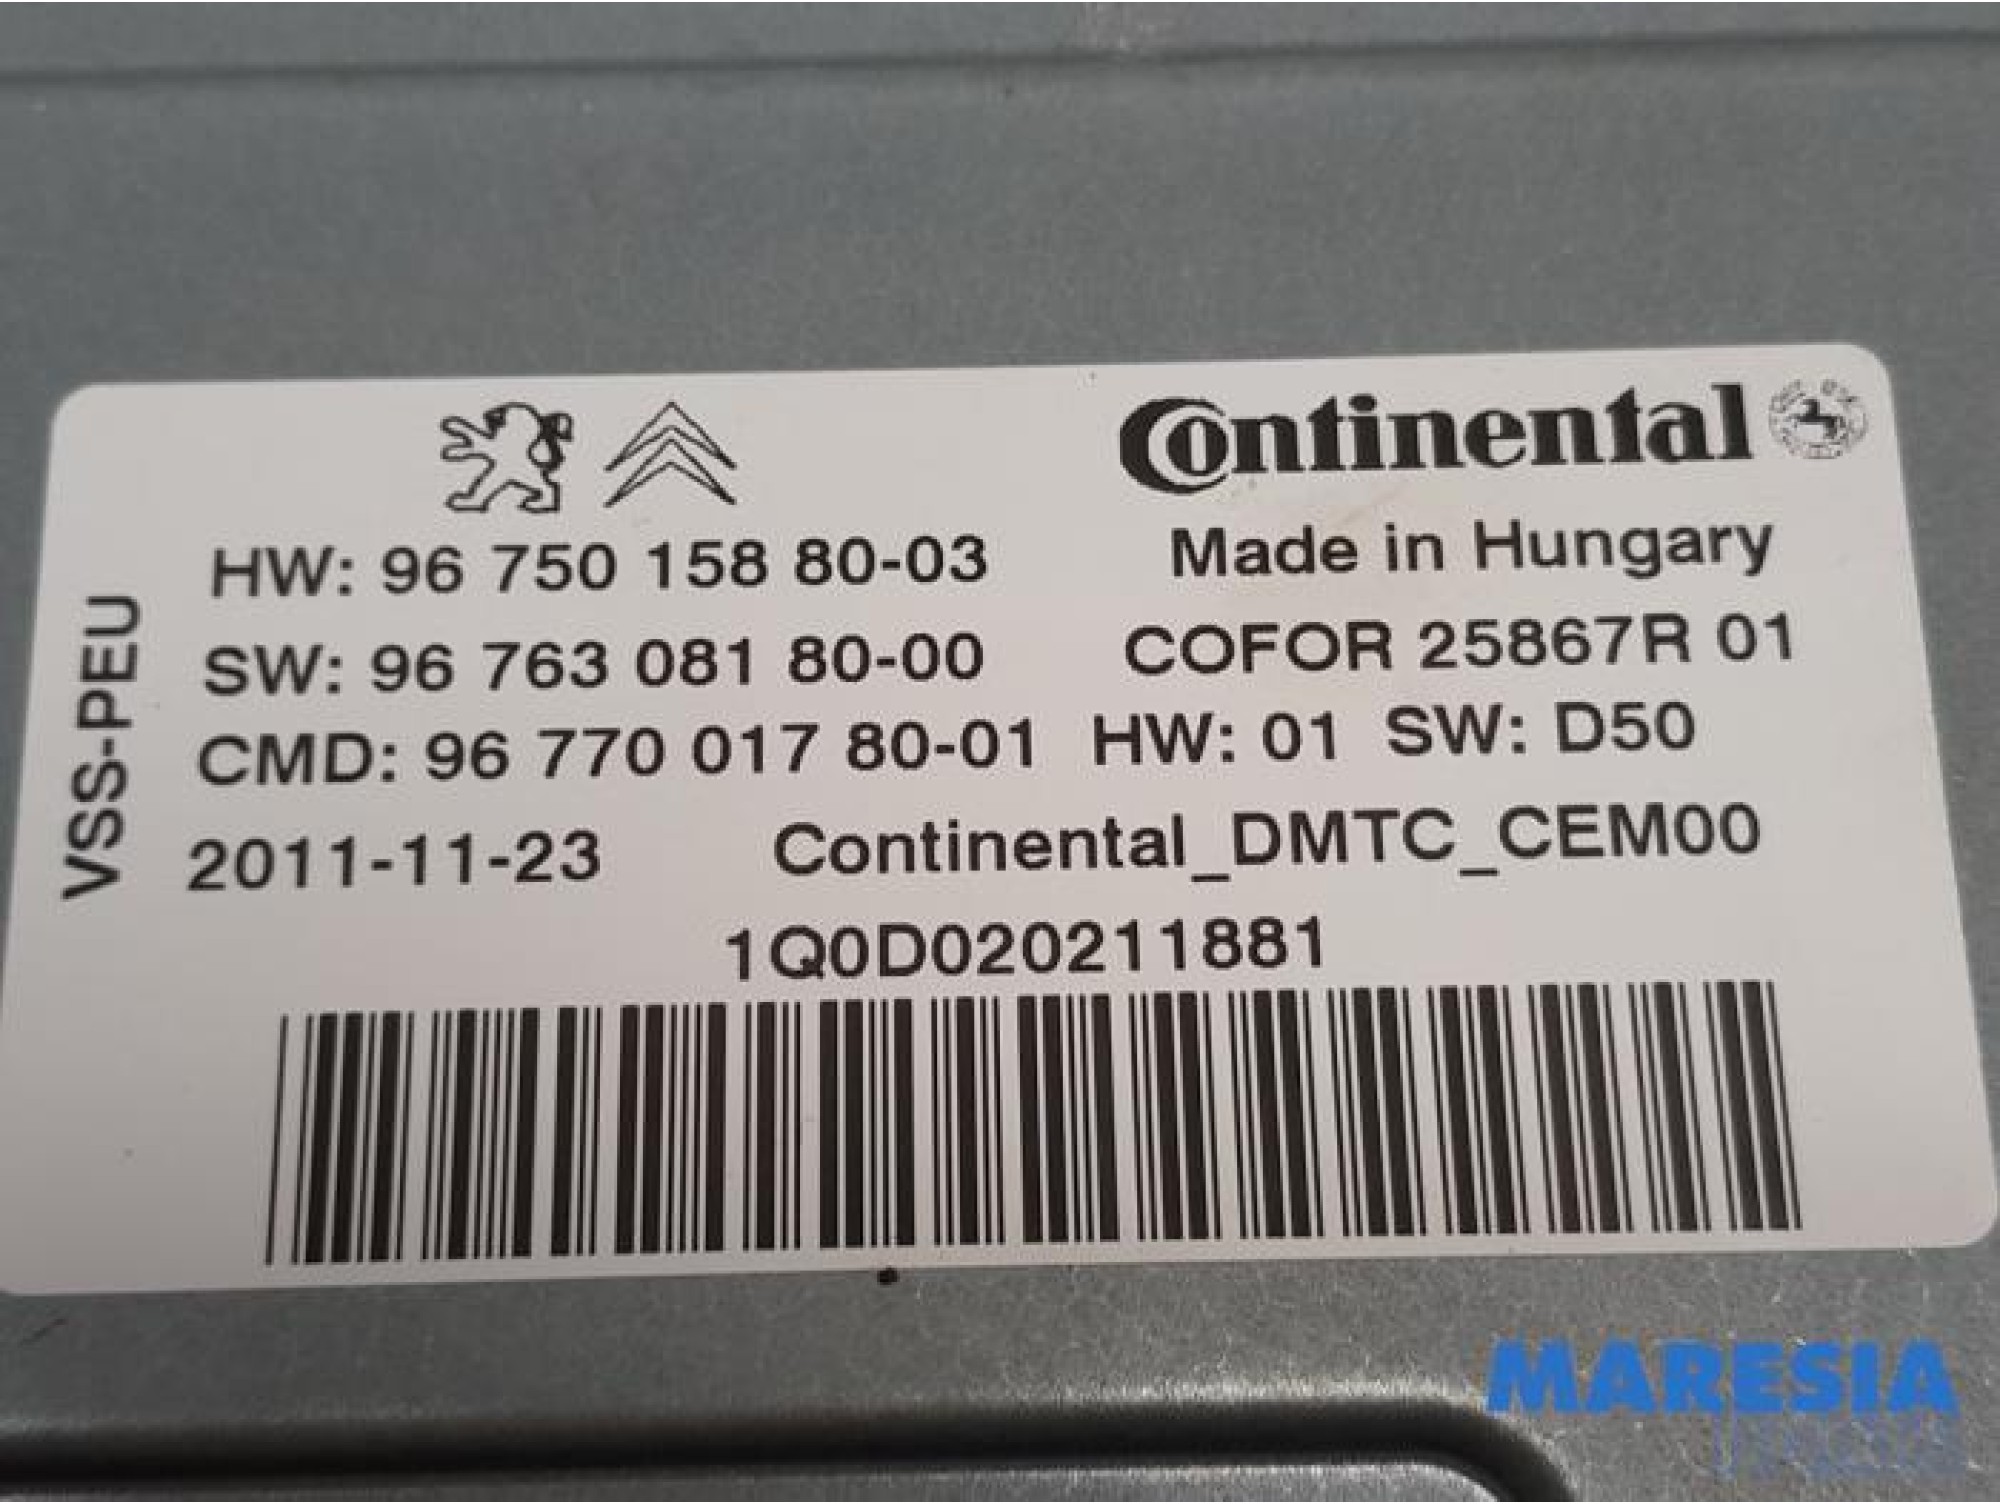 Continental
HW: 96 750 158 80-03 Made in Hungary
SW: 96 763 081 80-00 COFOR 25867R 01
CMD: 96 770 017 80-01 HW: 01 SW: D50
2011-11-23 Continental_DMTC_CEM00
1Q0D020211881
VSS-PEU
MARESIA